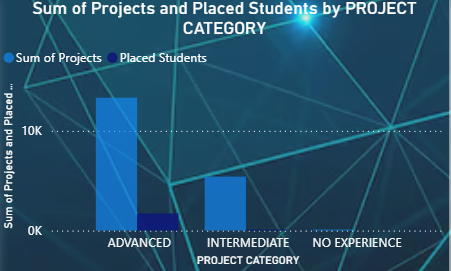 Sum of Projects and Placed Students by PROJECT
CATEGORY
Sum of Projects Placed Students
Sum of Projects and Placed ...
10K
0K
ADVANCED INTERMEDIATE NO EXPERIENCE
PROJECT CATEGORY